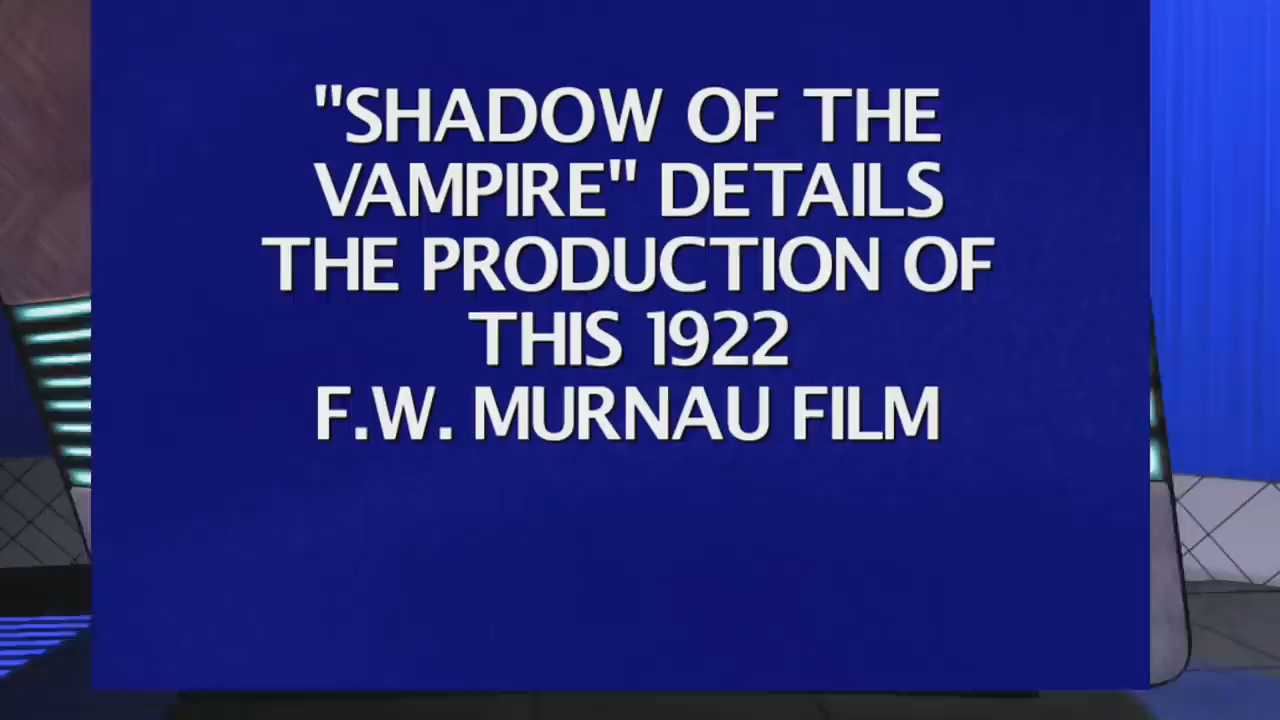 "SHADOW OF THE
VAMPIRE" DETAILS
THE PRODUCTION OF
THIS 1922
F.W. MURNAU FILM